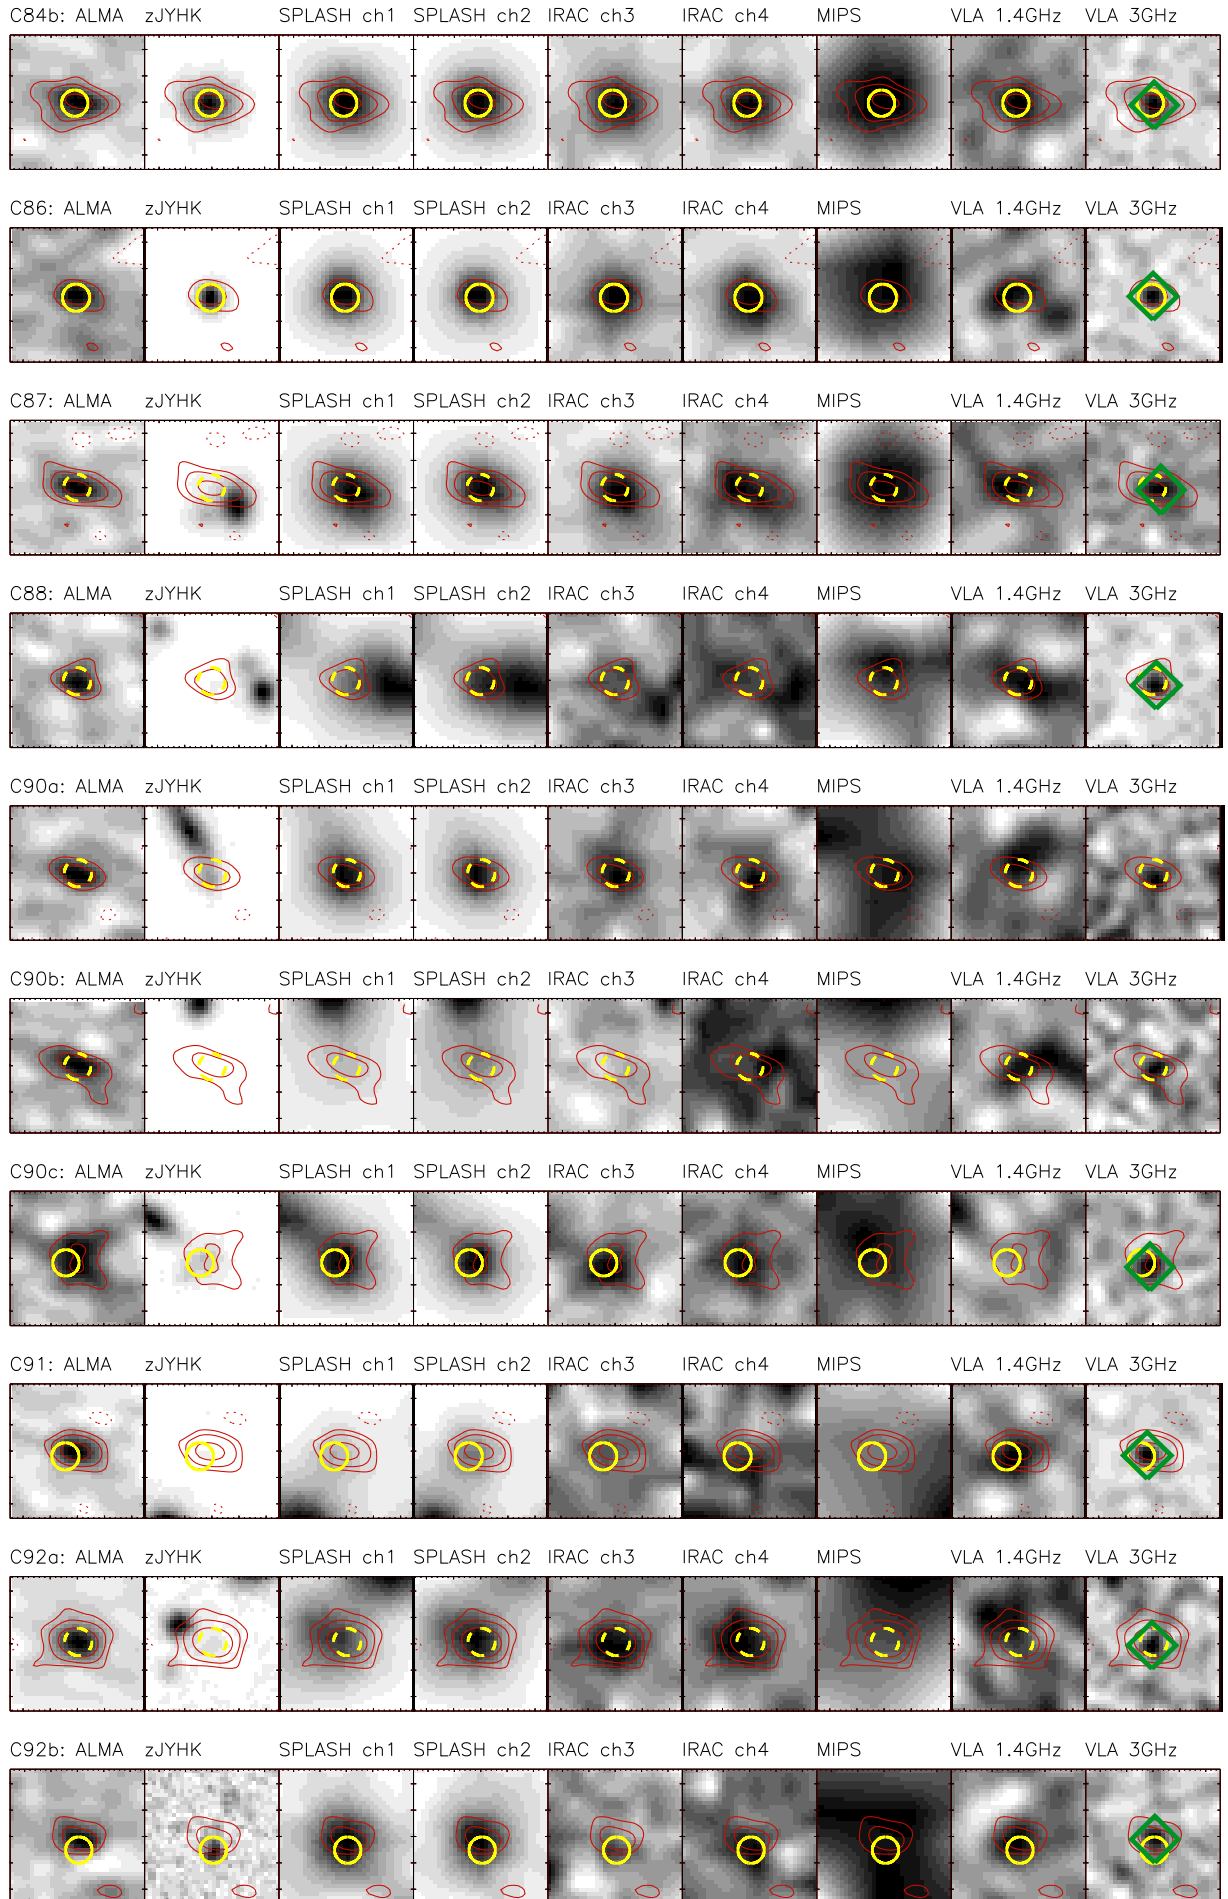 C84b: ALMA zJYHK SPLASH ch1 SPLASH ch2 IRAC ch3 IRAC ch4 MIPS VLA 1.4GHz VLA 3GHz
C86: ALMA zJYHK SPLASH ch1 SPLASH ch2 IRAC ch3 IRAC ch4 MIPS VLA 1.4GHz VLA 3GHz
C87: ALMA zJYHK SPLASH ch1 SPLASH ch2 IRAC ch3 IRAC ch4 MIPS VLA 1.4GHz VLA 3GHz
C88: ALMA zJYHK SPLASH ch1 SPLASH ch2 IRAC ch3 IRAC ch4 MIPS VLA 1.4GHz VLA 3GHz
C90a: ALMA zJYHK SPLASH ch1 SPLASH ch2 IRAC ch3 IRAC ch4 MIPS VLA 1.4GHz VLA 3GHz
C90b: ALMA zJYHK SPLASH ch1 SPLASH ch2 IRAC ch3 IRAC ch4 MIPS VLA 1.4GHz VLA 3GHz
C90c: ALMA zJYHK SPLASH ch1 SPLASH ch2 IRAC ch3 IRAC ch4 MIPS VLA 1.4GHz VLA 3GHz
C91: ALMA zJYHK SPLASH ch1 SPLASH ch2 IRAC ch3 IRAC ch4 MIPS VLA 1.4GHz VLA 3GHz
C92a: ALMA zJYHK SPLASH ch1 SPLASH ch2 IRAC ch3 IRAC ch4 MIPS VLA 1.4GHz VLA 3GHz
C92b: ALMA zJYHK SPLASH ch1 SPLASH ch2 IRAC ch3 IRAC ch4 MIPS VLA 1.4GHz VLA 3GHz